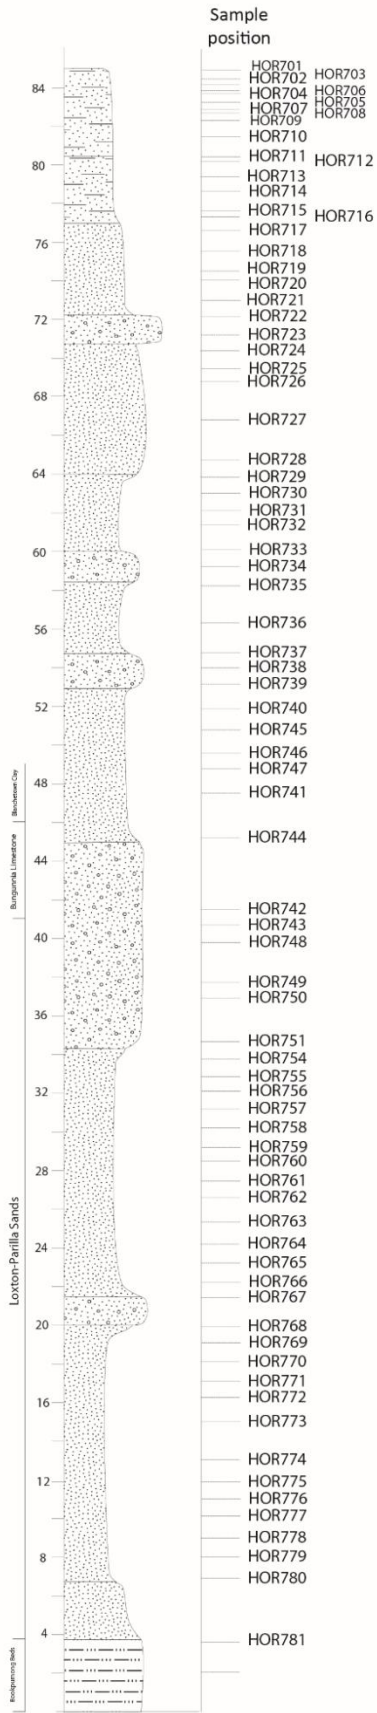 Sample
position
HOR701
HOR702 HOR703
HOR704 HOR706
HOR705
HOR707 HOR708
HOR709
HOR710
HOR711 HOR712
HOR713
HOR714
HOR715 HOR716
HOR717
HOR718
HOR719
HOR720
HOR721
HOR722
HOR723
HOR724
HOR725
HOR726
HOR727
HOR728
HOR729
HOR730
HOR731
HOR732
HOR733
HOR734
HOR735
HOR736
HOR737
HOR738
HOR739
HOR740
HOR745
HOR746
HOR747
HOR741
HOR744
HOR742
HOR743
HOR748
HOR749
HOR750
HOR751
HOR754
HOR755
HOR756
HOR757
HOR758
HOR759
HOR760
HOR761
HOR762
HOR763
HOR764
HOR765
HOR766
HOR767
HOR768
HOR769
HOR770
HOR771
HOR772
HOR773
HOR774
HOR775
HOR776
HOR777
HOR778
HOR779
HOR780
HOR781
84
80
76
72
68
64
60
56
52
48
44
40
36
32
28
24
20
16
12
8
4
Blanchetown Clay
Bungunnia Limestone
Loxton-Parilla Sands
Bookpurnong Beds